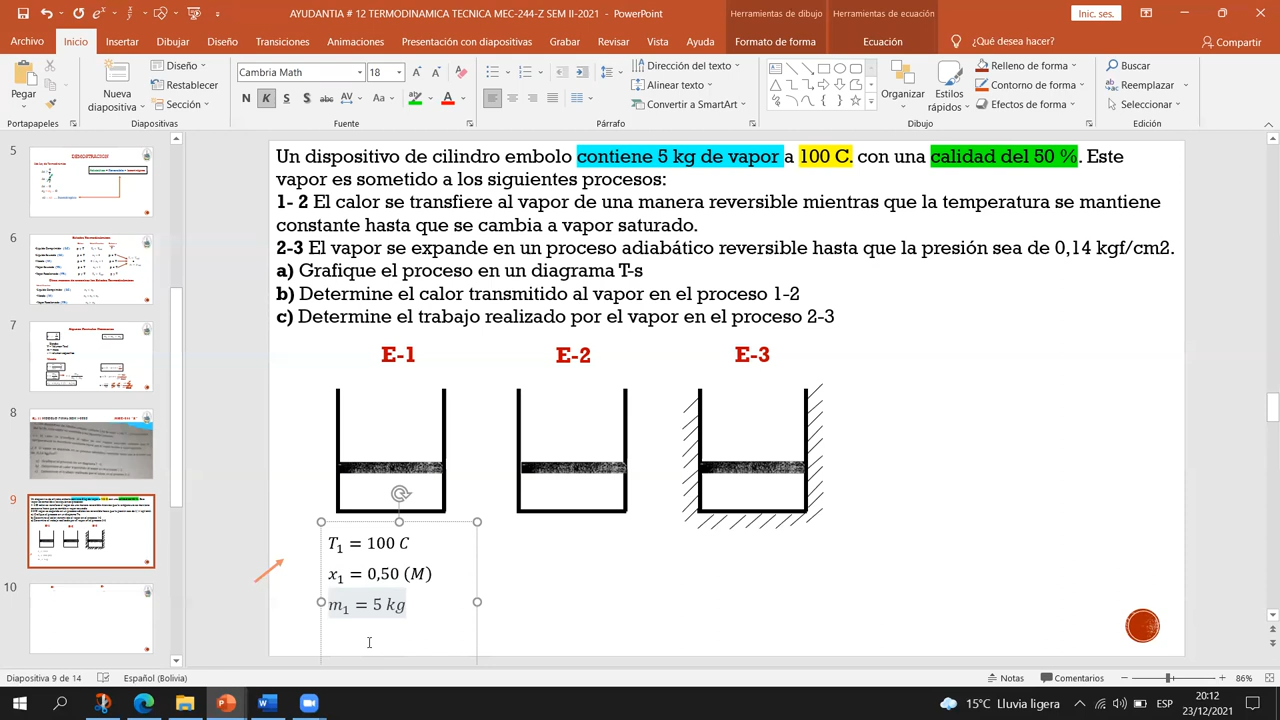 AYUDANTIA # 12 TERMODINAMICA TECNICA MEC-244-Z SEM II-2021 - PowerPoint
Herramientas de dibujo
Herramientas de ecuación
Inic. ses.
Archivo
Inicio
Insertar
Dibujar
Diseño
Transiciones
Animaciones
Presentación con diapositivas
Grabar
Revisar
Vista
Ayuda
Formato de forma
Ecuación
¿Qué desea hacer?
Compartir
Pegar
Nueva diapositiva
Diseño
Restablecer
Sección
Cambria Math
18
N K S S abc AV Aa A
Dirección del texto
Alinear texto
Convertir a SmartArt
Organizar
Estilos rápidos
Relleno de forma
Contorno de forma
Efectos de forma
Buscar
Reemplazar
Seleccionar
Portapapeles
Diapositivas
Fuente
Párrafo
Dibujo
Edición
5
DEMOSTRACION
7
8
9
10
Un dispositivo de cilindro embolo contiene 5 kg de vapor a 100 C. con una calidad del 50 %. Este
vapor es sometido a los siguientes procesos:
1- 2 El calor se transfiere al vapor de una manera reversible mientras que la temperatura se mantiene
constante hasta que se cambia a vapor saturado.
2-3 El vapor se expande en un proceso adiabático reversible hasta que la presión sea de 0,14 kgf/cm2.
a) Grafique el proceso en un diagrama T-s
b) Determine el calor transmitido al vapor en el proceso 1-2
c) Determine el trabajo realizado por el vapor en el proceso 2-3
E-1
E-2
E-3
T₁ = 100 C
x₁ = 0,50 (M)
m₁ = 5 kg
Diapositiva 9 de 14
Español (Bolivia)
Notas
Comentarios
86%
15°C Lluvia ligera
ESP
20:12
23/12/2021